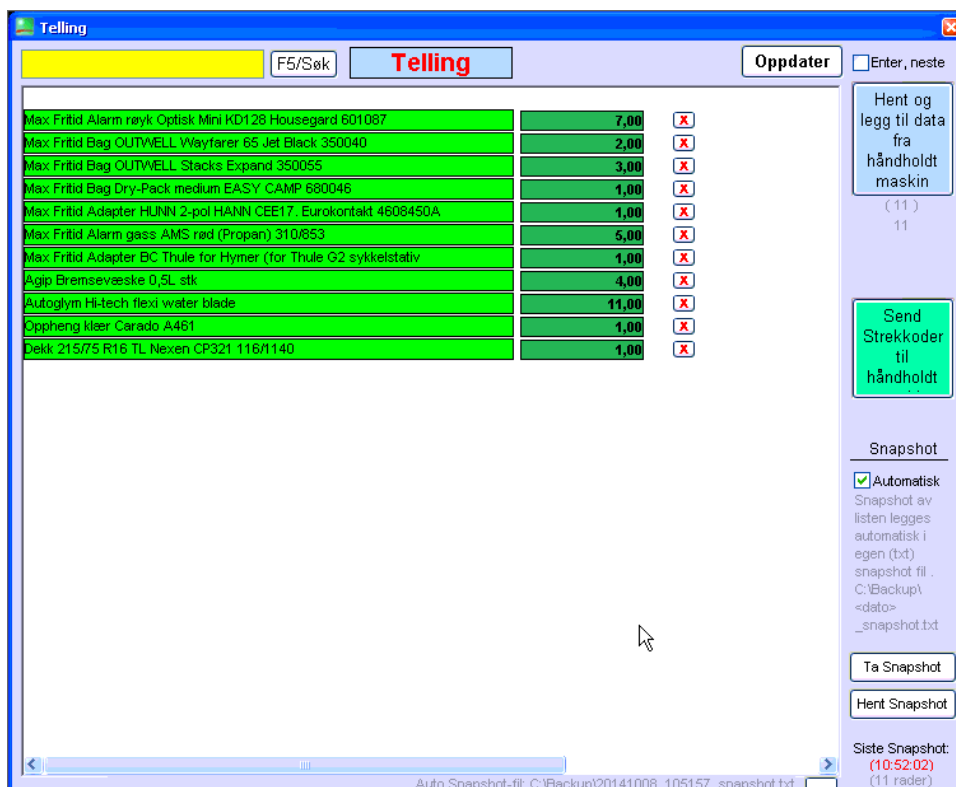 Telling
F5/Søk
Telling
Oppdater
Enter, neste
Max Fritid Alarm røyk Optisk Mini KD128 Housegard 601087 7,00 X
Max Fritid Bag OUTWELL Wayfarer 65 Jet Black 350040 2,00 X
Max Fritid Bag OUTWELL Stacks Expand 350055 3,00 X
Max Fritid Bag Dry-Pack medium EASY CAMP 680046 1,00 X
Max Fritid Adapter HUNN 2-pol HANN CEE17. Eurokontakt 4608450A 1,00 X
Max Fritid Alarm gass AMS rød (Propan) 310/853 5,00 X
Max Fritid Adapter BC Thule for Hymer (for Thule G2 sykkelstativ 1,00 X
Agip Bremsevæske 0,5L stk 4,00 X
Autoglym Hi-tech flexi water blade 11,00 X
Oppheng klær Carado A461 1,00 X
Dekk 215/75 R16 TL Nexen CP321 116/1140 1,00 X
Hent og
legg til data
fra
håndholdt
maskin
( 11 )
11
Send
Strekkoder
til
håndholdt
Snapshot
Automatisk
Snapshot av
listen legges
automatisk i
egen (txt)
snapshot fil .
C:\Backup\
<dato>
_snapshot.txt
Ta Snapshot
Hent Snapshot
Siste Snapshot:
(10:52:02)
(11 rader)
Auto Snapshot-fil: C:\Backup\20141008_105157_snapshot.txt